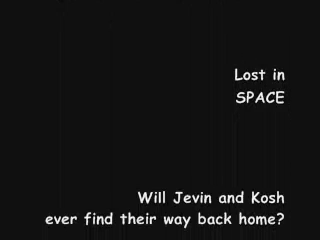 Lost in
SPACE
Will Jevin and Kosh
ever find their way back home?